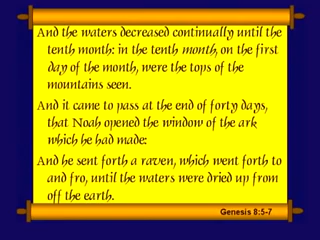 And the waters decreased continually until the
tenth month: in the tenth month, on the first
day of the month, were the tops of the
mountains seen.
And it came to pass at the end of forty days,
that Noah opened the window of the ark
which he had made:
And he sent forth a raven, which went forth to
and fro, until the waters were dried up from
off the earth.
Genesis 8:5-7